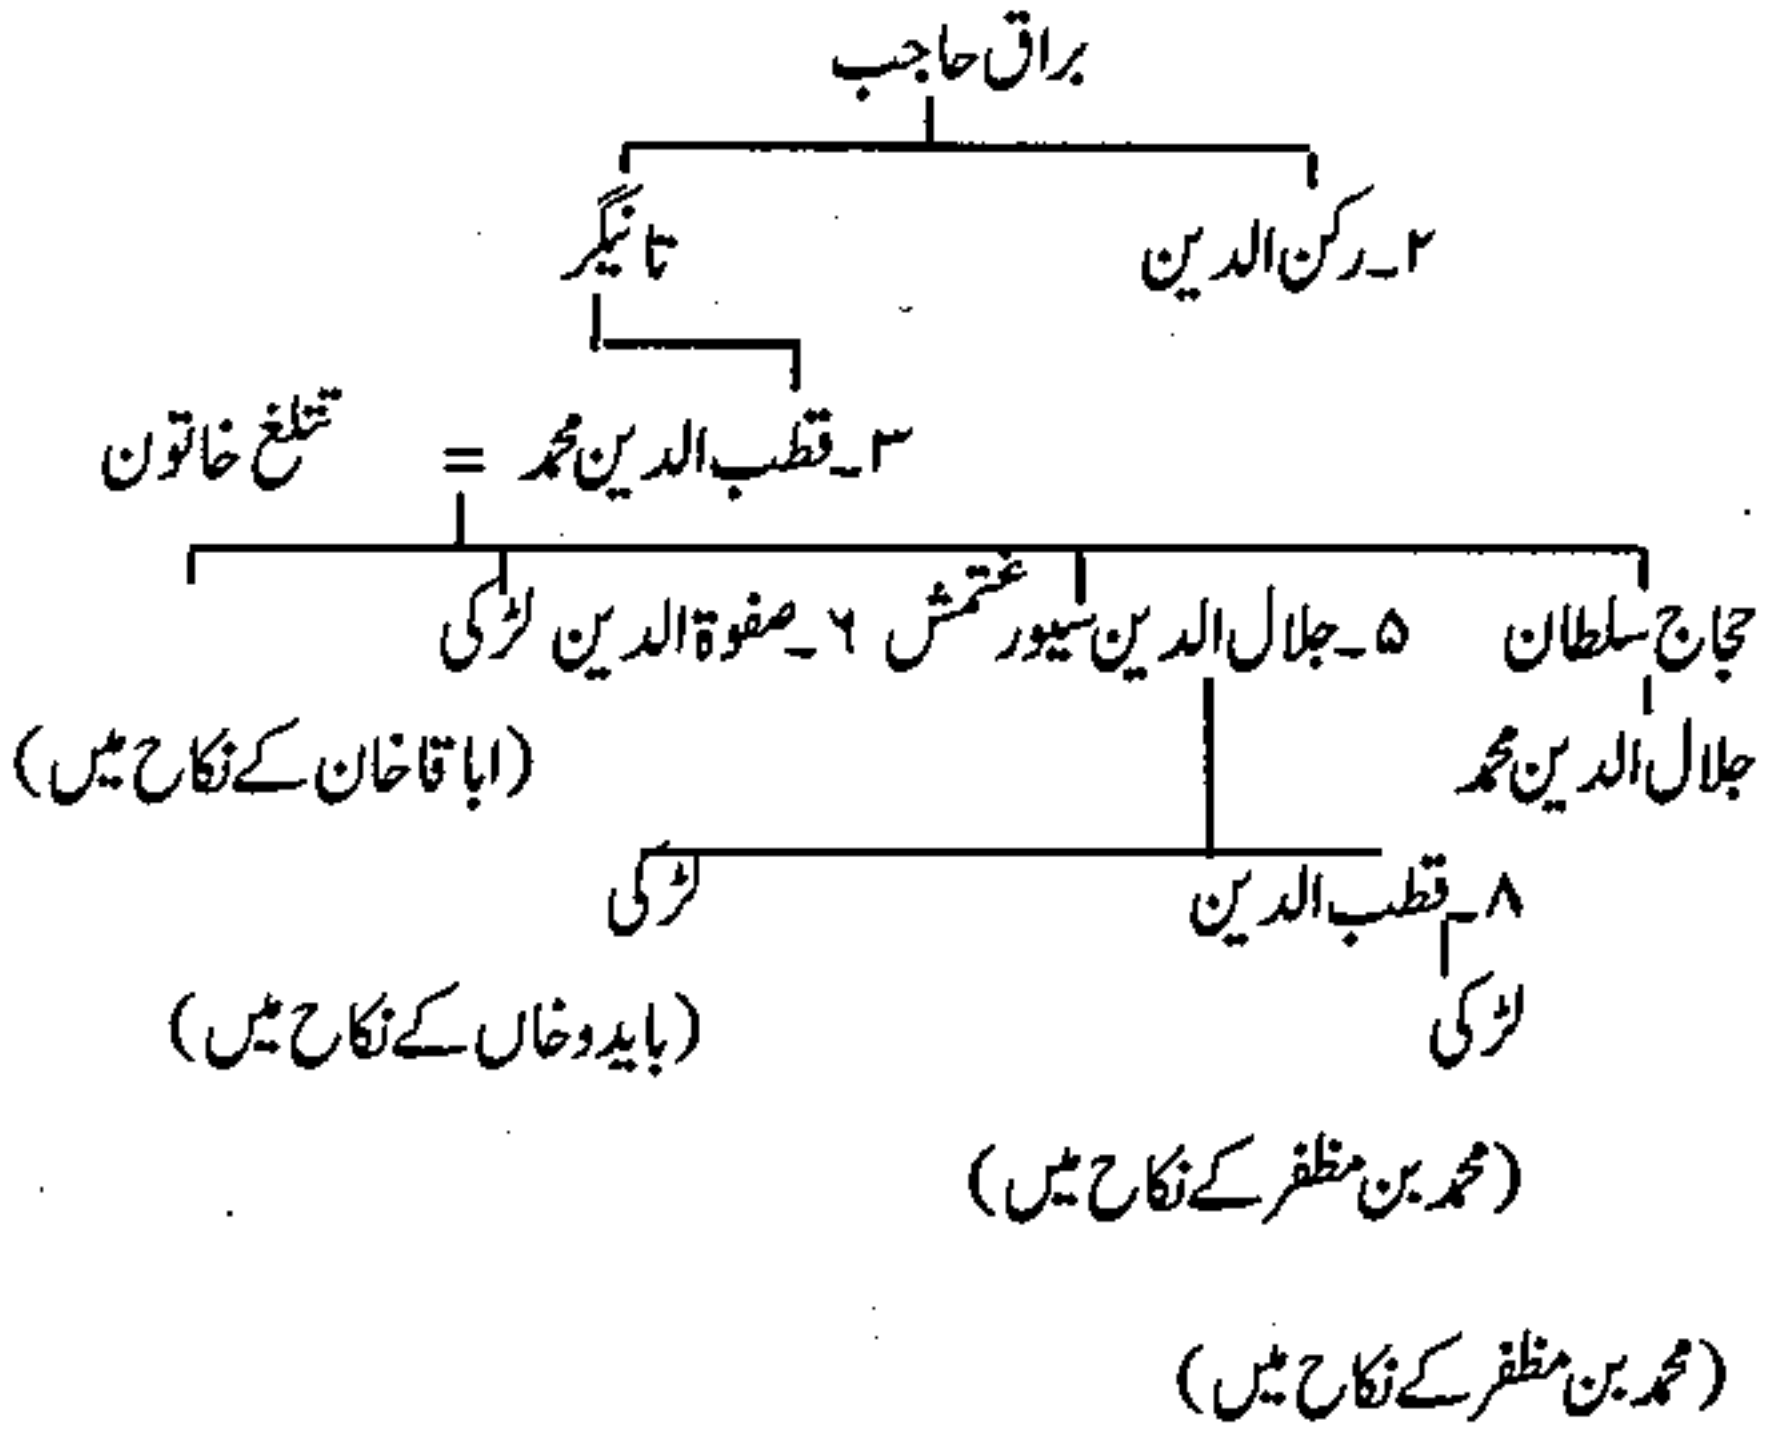 براق حاجب
۲۔رکن الدین تانیگر
۳۔قطب الدین محمد = تتلغ خاتون
حجاج سلطان ۵۔جلال الدین سیور غتمش ۶۔صفوۃ الدین لڑکی
جلال الدین محمد (اباقاخان کے نکاح میں)
۸۔قطب الدین لڑکی
لڑکی (بایدوخاں کے نکاح میں)
(محمد بن مظفر کے نکاح میں)
(محمد بن مظفر کے نکاح میں)